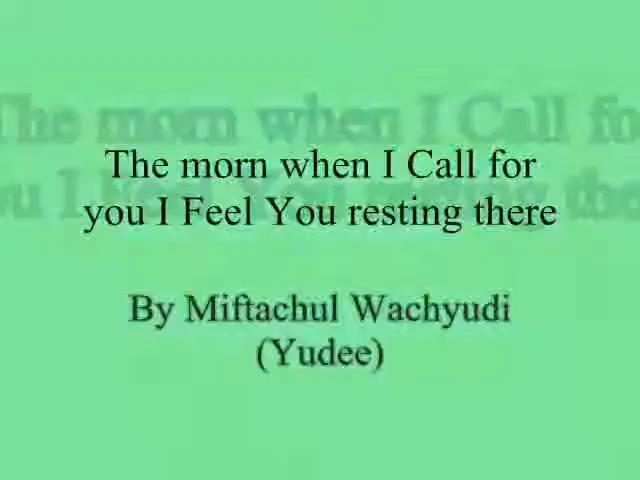 The morn when I Call for
you I Feel You resting there
By Miftachul Wachyudi
(Yudee)